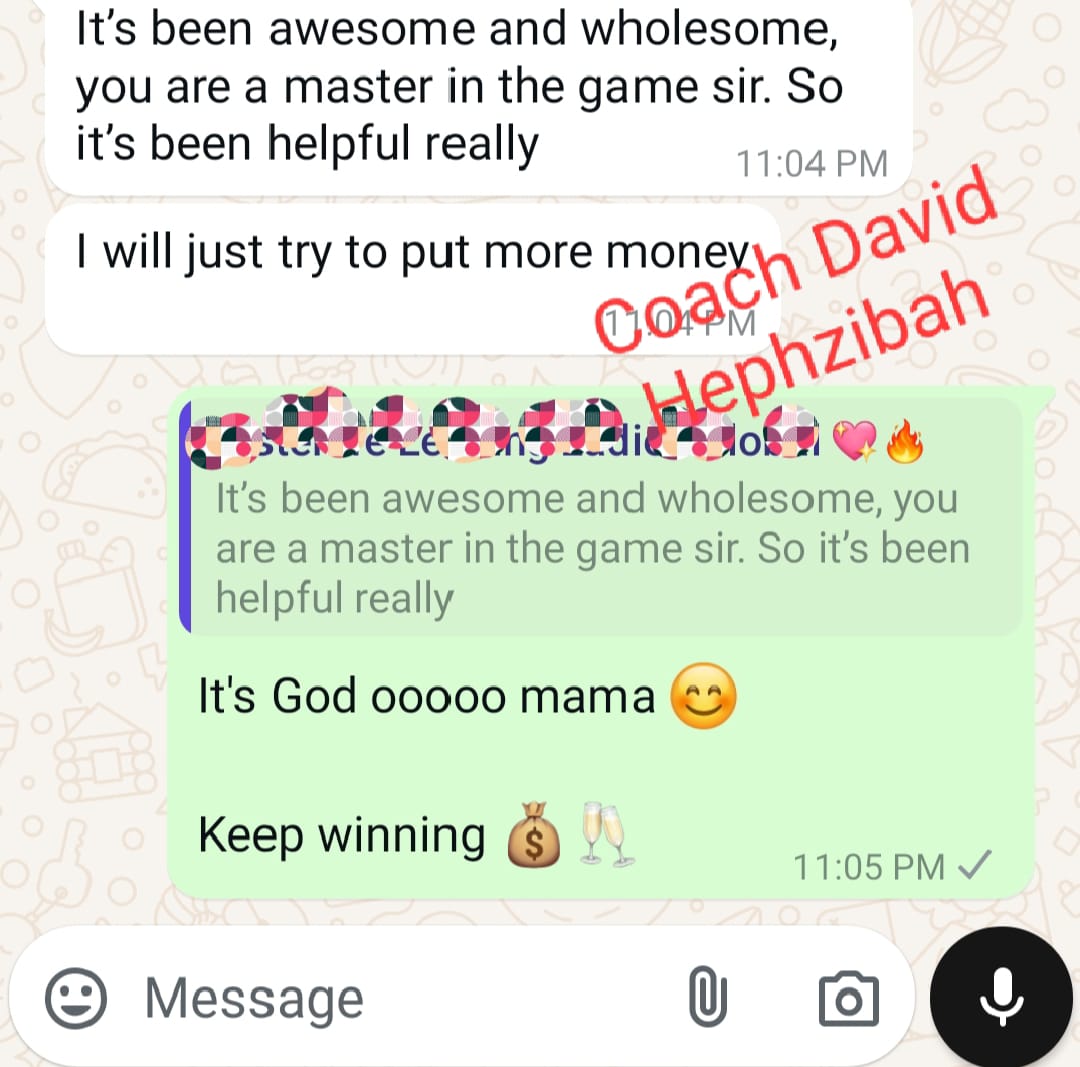 It's been awesome and wholesome,
you are a master in the game sir. So
it's been helpful really
11:04 PM
I will just try to put more money
11:04 PM
Coach David
Hephzibah
It's been awesome and wholesome, you
are a master in the game sir. So it's been
helpful really
It's God ooooo mama 😊
Keep winning 💰🥂
11:05 PM
Message